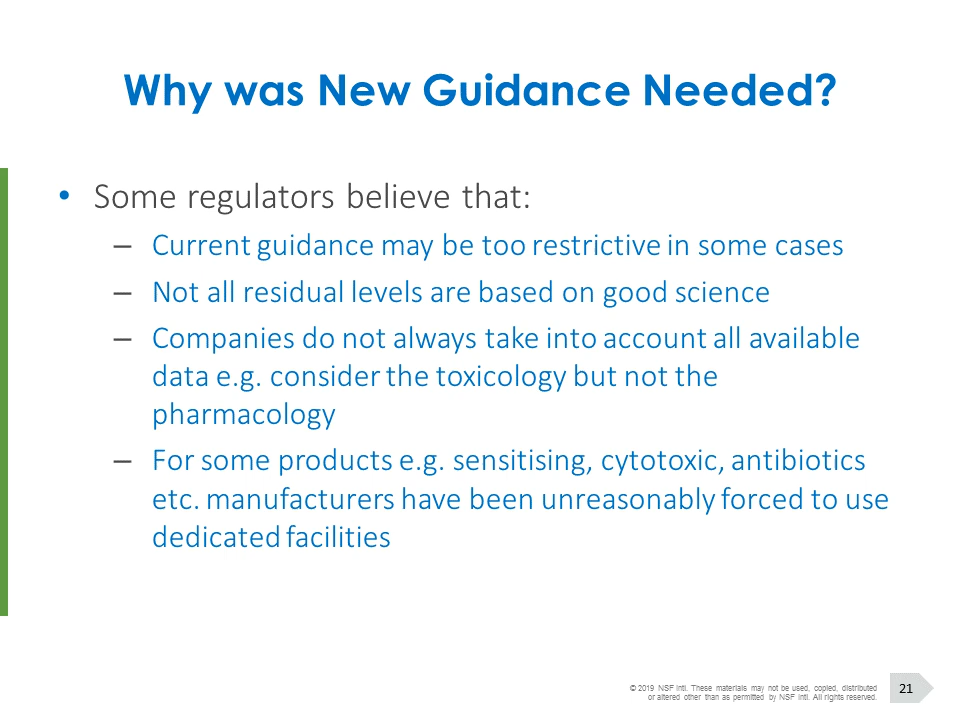 Why was New Guidance Needed?
• Some regulators believe that:
– Current guidance may be too restrictive in some cases
– Not all residual levels are based on good science
– Companies do not always take into account all available
data e.g. consider the toxicology but not the
pharmacology
– For some products e.g. sensitising, cytotoxic, antibiotics
etc. manufacturers have been unreasonably forced to use
dedicated facilities
© 2019 NSF Intl. These materials may not be used, copied, distributed
or altered other than as permitted by NSF Intl. All rights reserved.
21